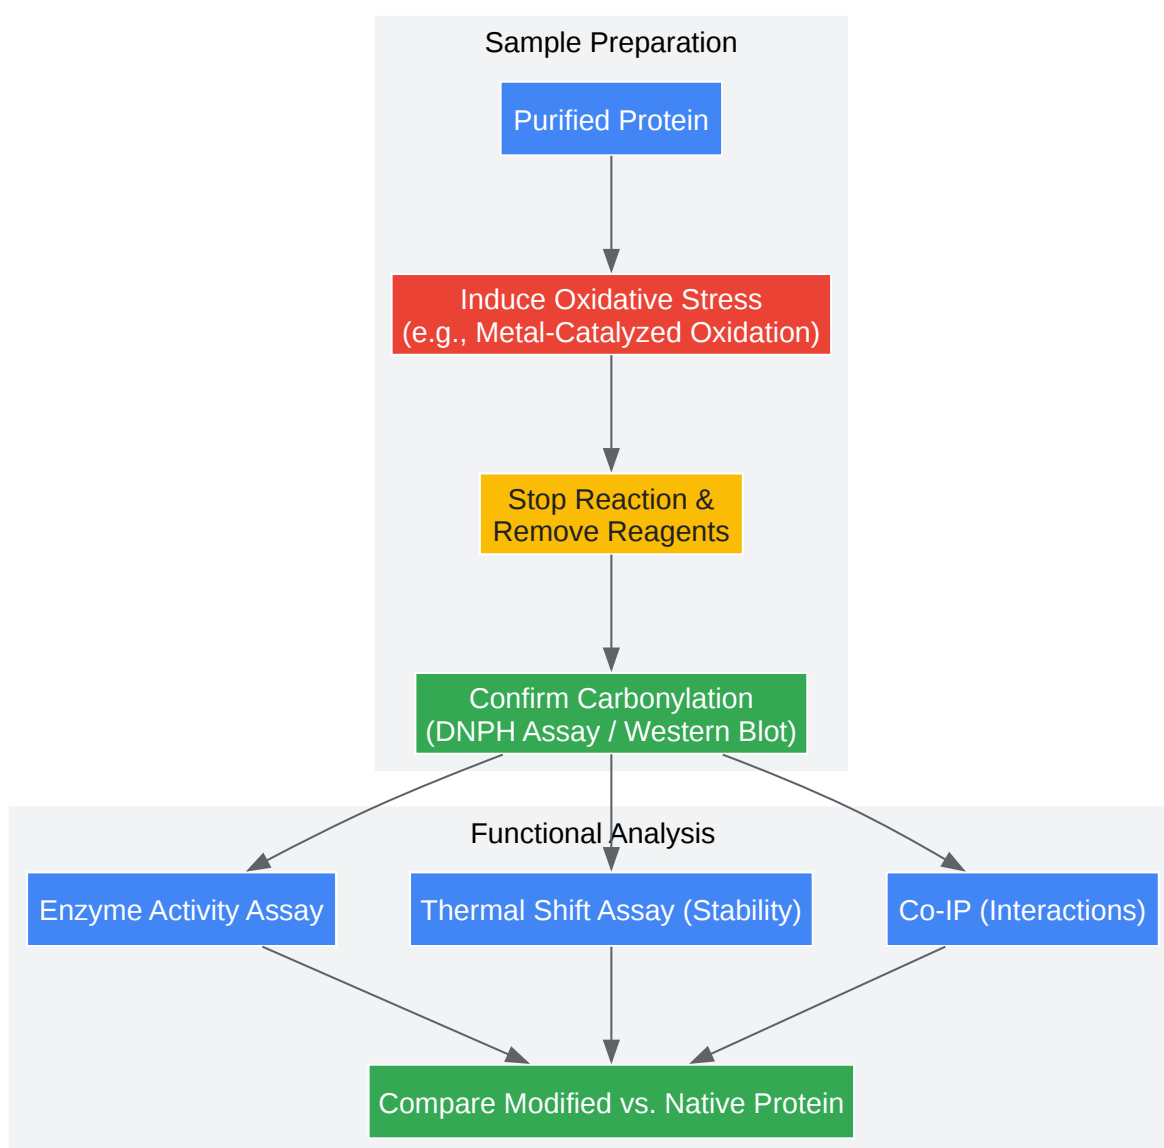 Sample Preparation
Purified Protein
Induce Oxidative Stress
(e.g., Metal-Catalyzed Oxidation)
Stop Reaction &
Remove Reagents
Confirm Carbonylation
(DNPH Assay / Western Blot)
Functional Analysis
Enzyme Activity Assay
Thermal Shift Assay (Stability)
Co-IP (Interactions)
Compare Modified vs. Native Protein